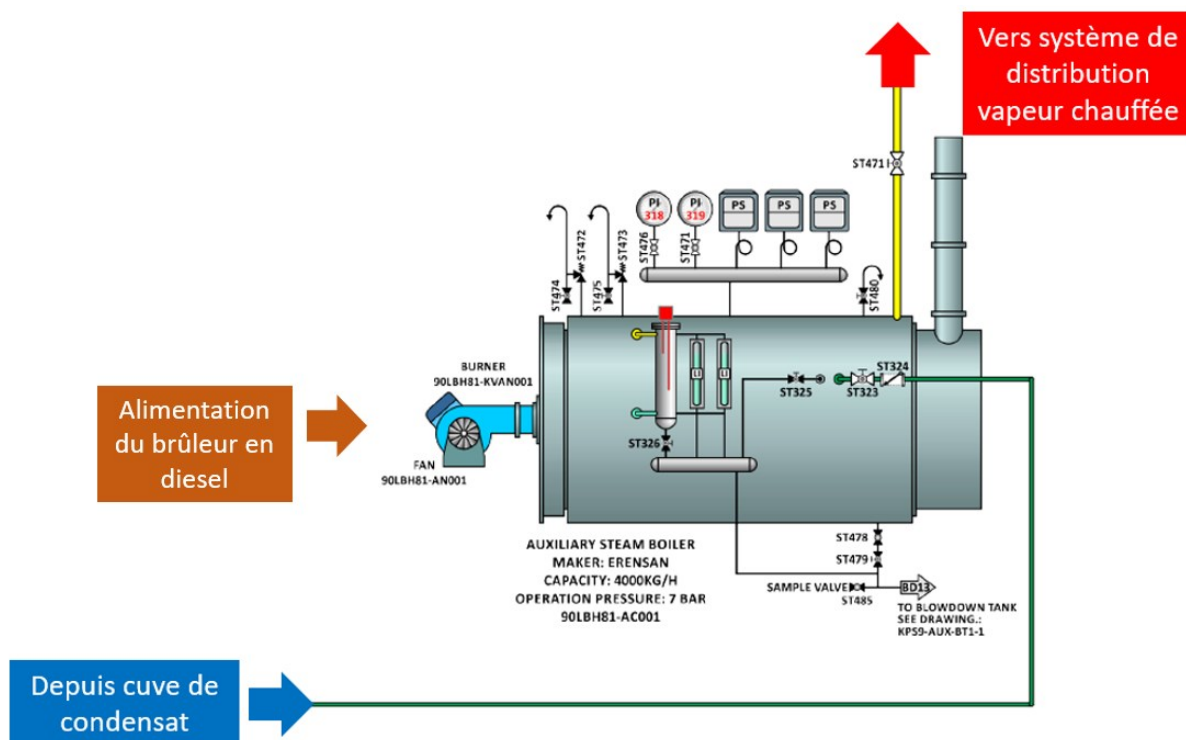 Vers système de
distribution
vapeur chauffée
ST471
PI
318
PI
319
PS
PS
PS
ST476
ST471
ST472
ST473
ST474
ST475
ST480
BURNER
90LBH81-KVAN001
Alimentation
du brûleur en
diesel
FAN
90LBH81-AN001
LI
LI
ST326
ST325
ST323
ST324
AUXILIARY STEAM BOILER
MAKER: ERENSAN
CAPACITY: 4000KG/H
OPERATION PRESSURE: 7 BAR
90LBH81-AC001
ST478
ST479
SAMPLE VALVE
ST485
BD13
TO BLOWDOWN TANK
SEE DRAWING.:
KPS9-AUX-BT1-1
Depuis cuve de
condensat